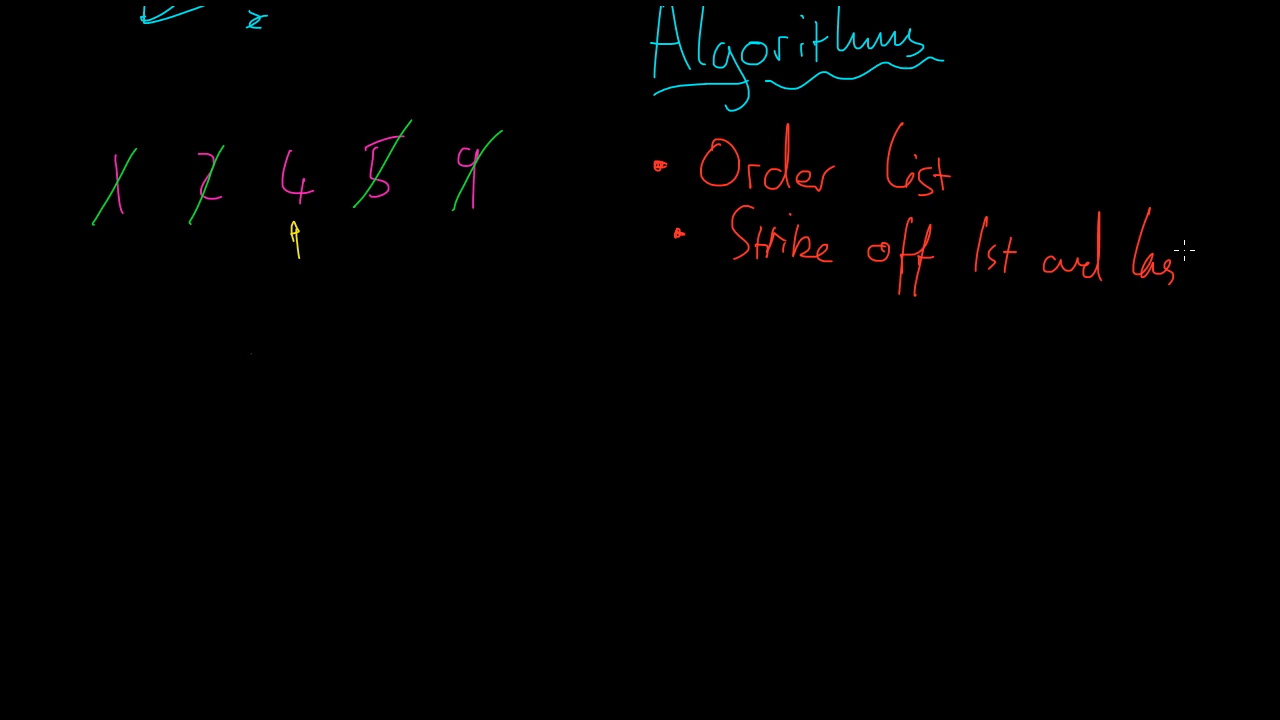 Algorithms
1 2 4 5 9
• Order list
• Strike off 1st and las